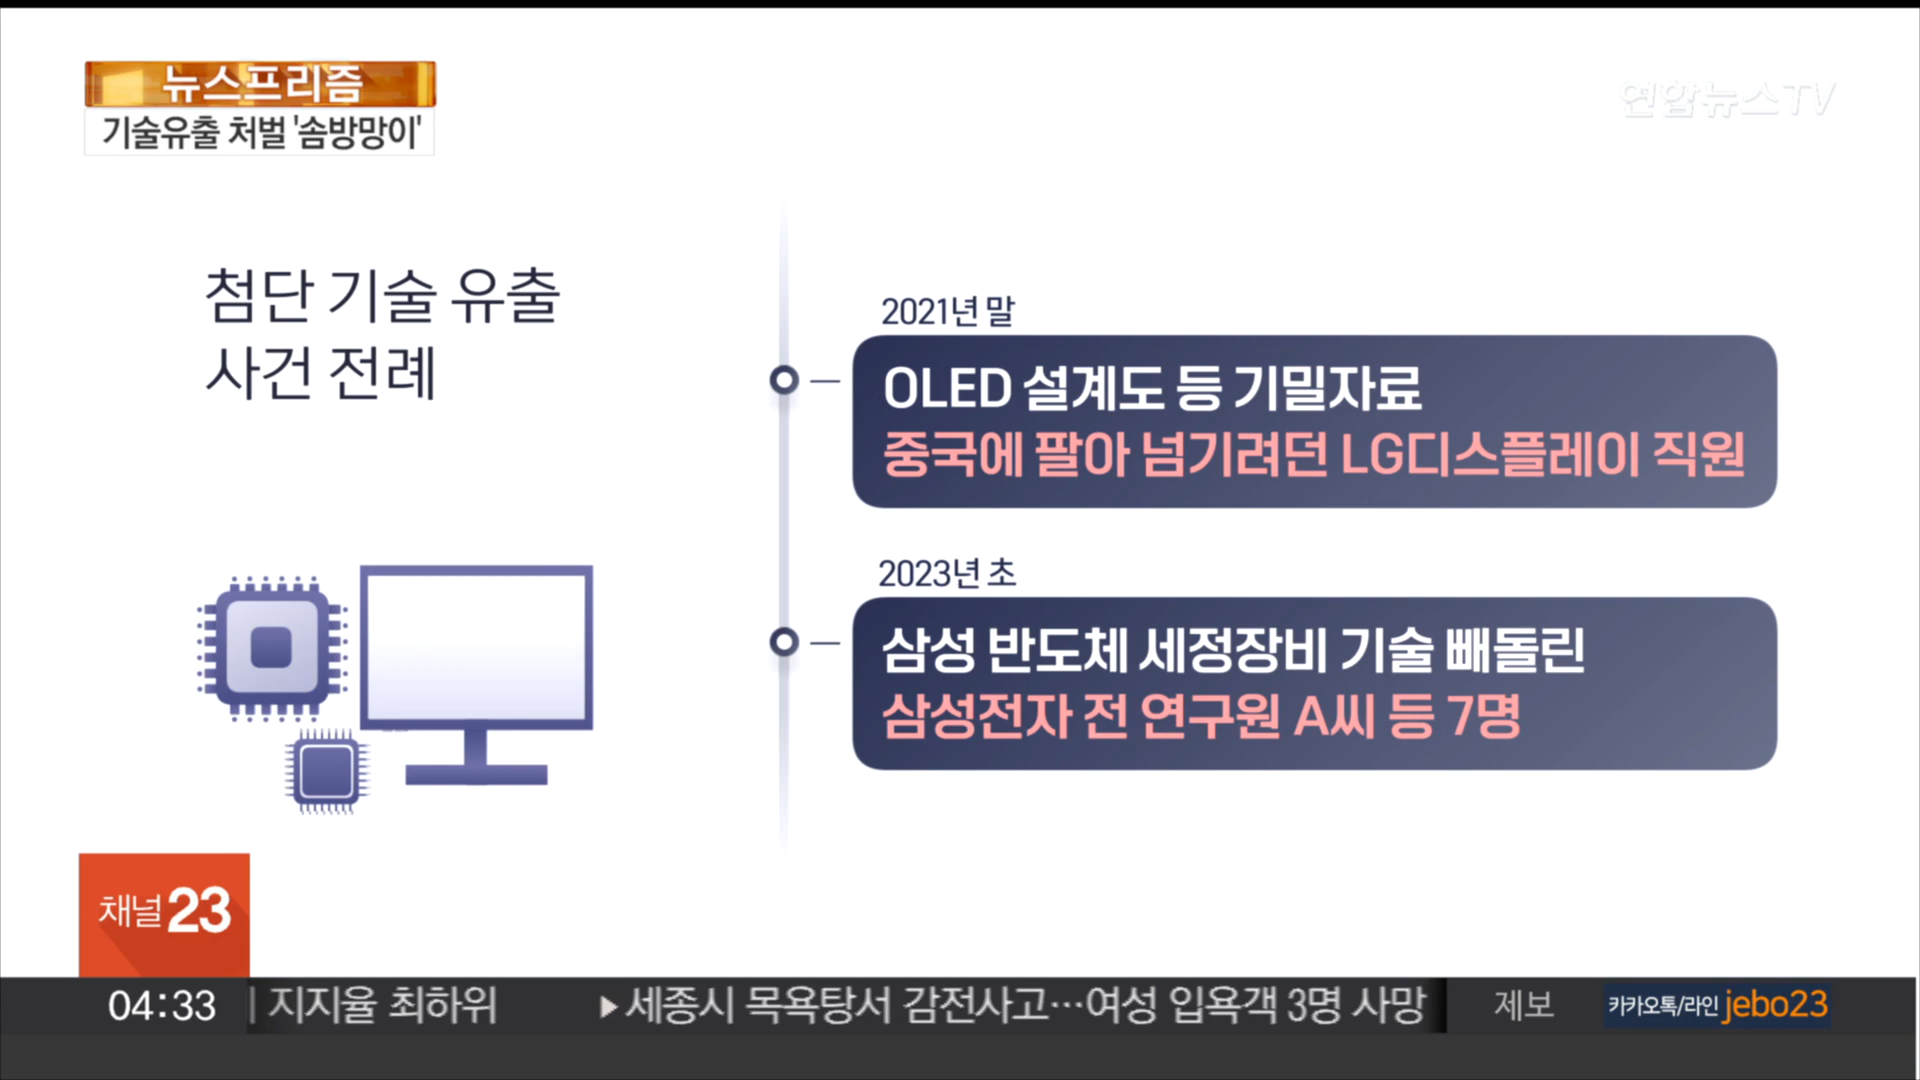 뉴스프리즘
기술유출 처벌 '솜방망이'
연합뉴스TV
첨단 기술 유출
사건 전례
2021년 말
OLED 설계도 등 기밀자료
중국에 팔아 넘기려던 LG디스플레이 직원
2023년 초
삼성 반도체 세정장비 기술 빼돌린
삼성전자 전 연구원 A씨 등 7명
채널 23
04:33
지지율 최하위
▶세종시 목욕탕서 감전사고…여성 입욕객 3명 사망
제보
카카오톡/라인 jebo23